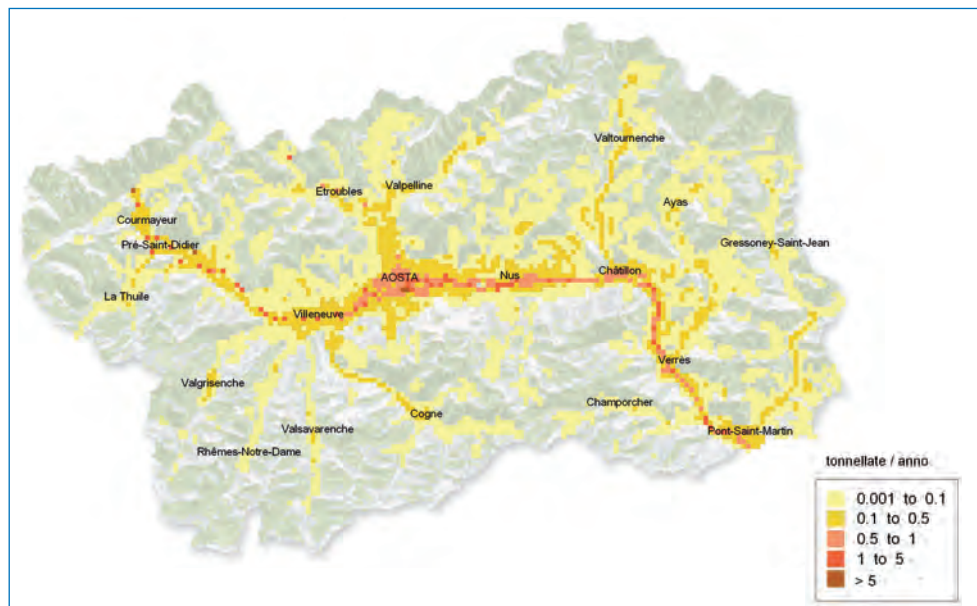 Valtournenche
Etroubles
Valpelline
Ayas
Courmayeur
Gressoney-Saint-Jean
Pré-Saint-Didier
AOSTA
Nus
Châtillon
La Thuile
Villeneuve
Verrès
Valgrisenche
Champorcher
Cogne
Valsavarenche
Pont-Saint-Martin
Rhêmes-Notre-Dame
tonnellate / anno
0.001 to 0.1
0.1 to 0.5
0.5 to 1
1 to 5
> 5